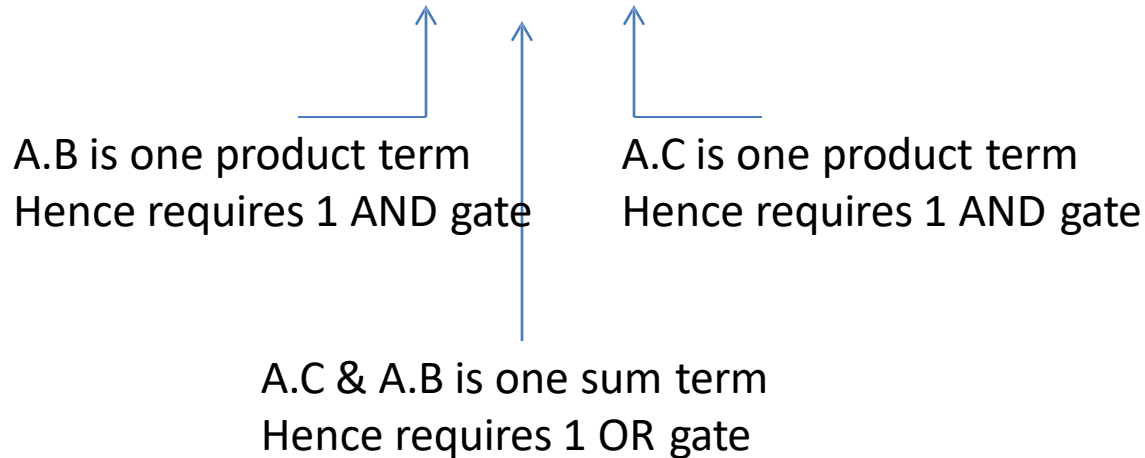 A.B is one product term
Hence requires 1 AND gate
A.C is one product term
Hence requires 1 AND gate
A.C & A.B is one sum term
Hence requires 1 OR gate